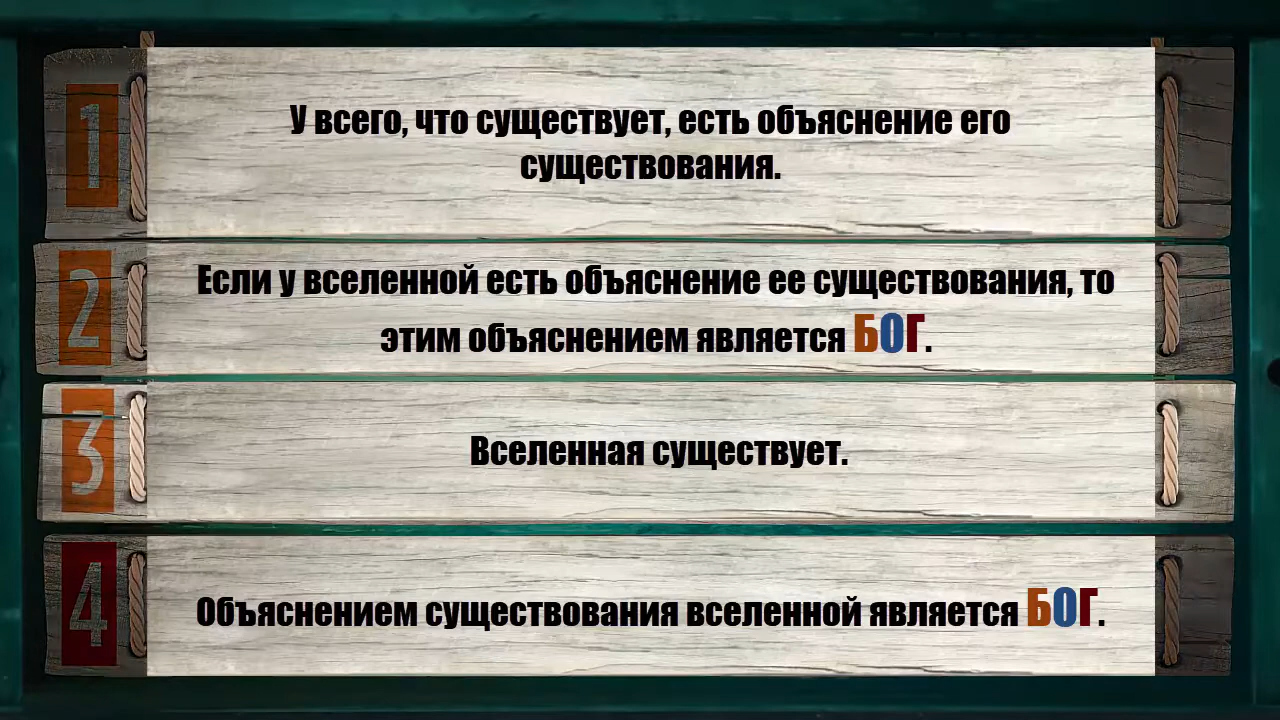 1
У всего, что существует, есть объяснение его
существования.
2
Если у вселенной есть объяснение ее существования, то
этим объяснением является БОГ.
3
Вселенная существует.
4
Объяснением существования вселенной является БОГ.